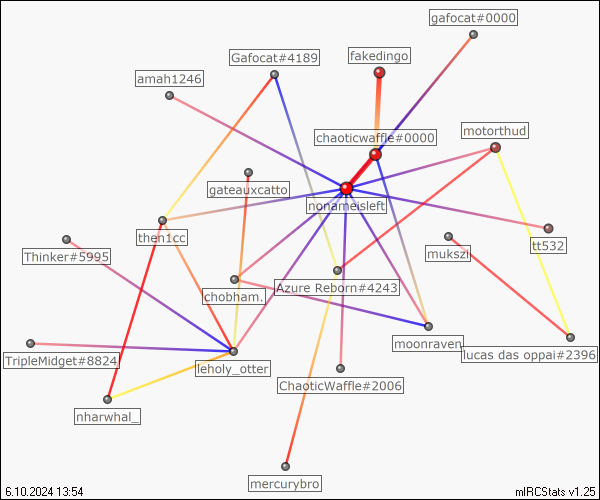 gafocat#0000
Gafocat#4189
fakedingo
amah1246
chaoticwaffle#0000
motorthud
gateauxcatto
nonameisleft
then1cc
tt532
Thinker#5995
mukszi
chobham.
Azure Reborn#4243
moonraven
lucas das oppai#2396
TripleMidget#8824
leholy_otter
ChaoticWaffle#2006
nharwhal_
mercurybro
6.10.2024 13:54
mIRCStats v1.25